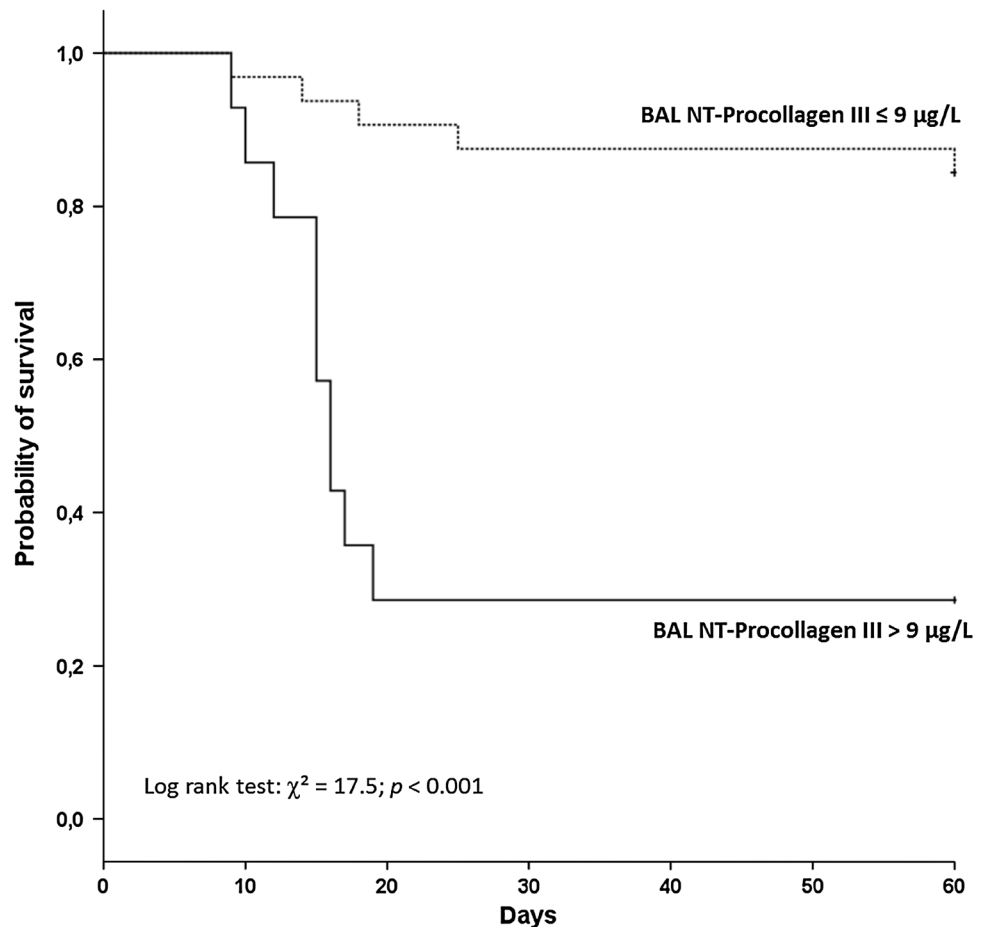 1,0
BAL NT-Procollagen III ≤ 9 µg/L
0,8
0,6
Probability of survival
0,4
BAL NT-Procollagen III > 9 µg/L
0,2
Log rank test: χ² = 17.5; p < 0.001
0,0
0 10 20 30 40 50 60
Days